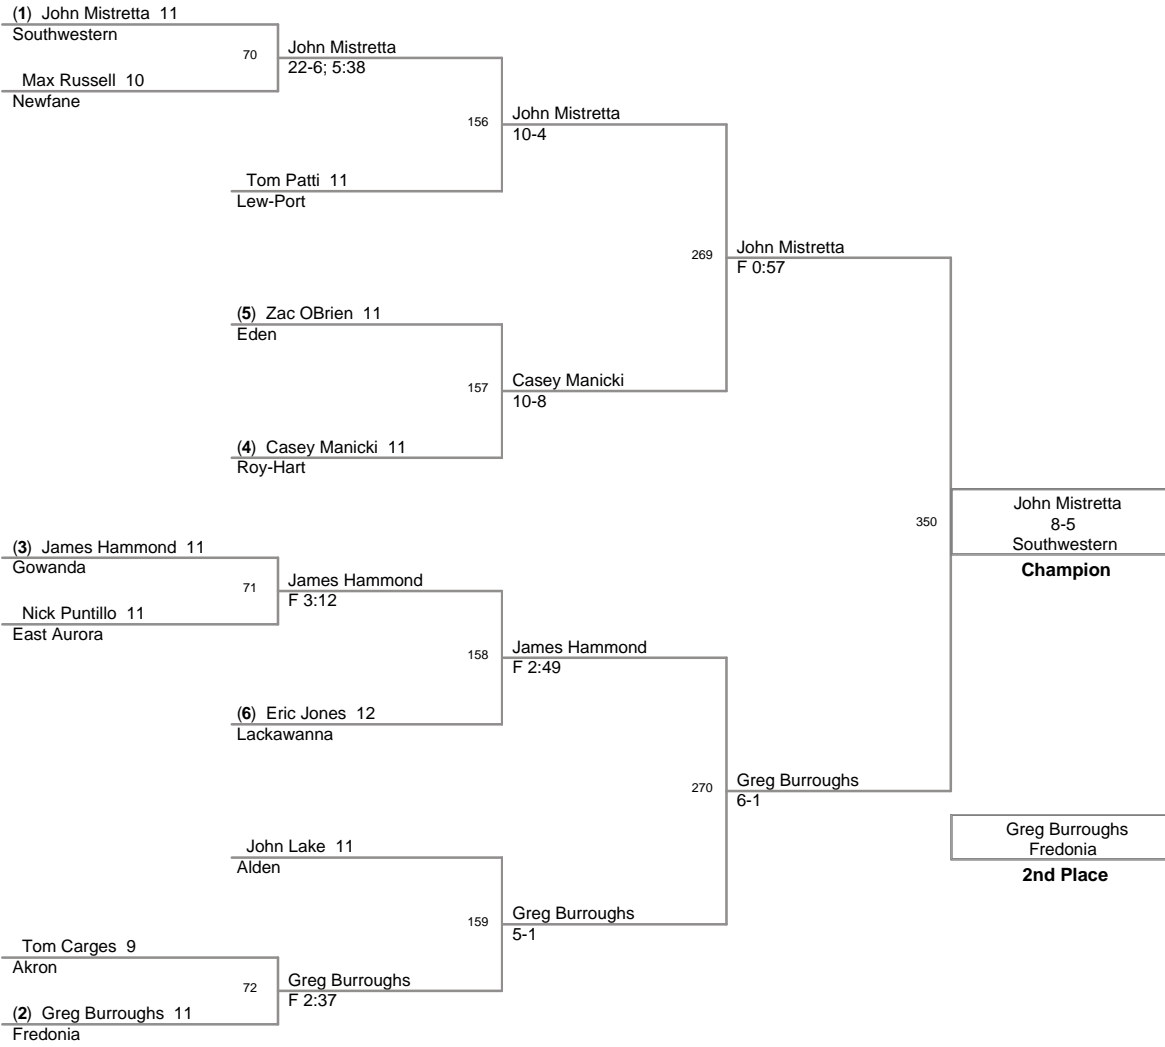 (1) John Mistretta 11
Southwestern
70
John Mistretta
22-6; 5:38
Max Russell 10
Newfane
156
John Mistretta
10-4
Tom Patti 11
Lew-Port
269
John Mistretta
F 0:57
(5) Zac OBrien 11
Eden
157
Casey Manicki
10-8
(4) Casey Manicki 11
Roy-Hart
350
John Mistretta
8-5
Southwestern
Champion
(3) James Hammond 11
Gowanda
71
James Hammond
F 3:12
Nick Puntillo 11
East Aurora
158
James Hammond
F 2:49
(6) Eric Jones 12
Lackawanna
270
Greg Burroughs
6-1
Greg Burroughs
Fredonia
2nd Place
John Lake 11
Alden
159
Greg Burroughs
5-1
Tom Carges 9
Akron
72
Greg Burroughs
F 2:37
(2) Greg Burroughs 11
Fredonia